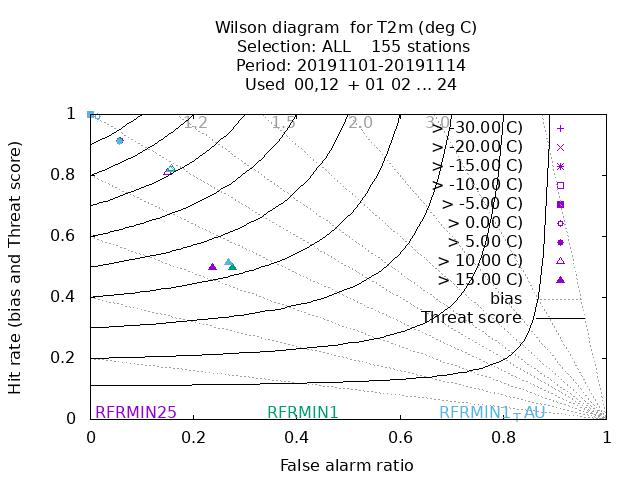 Wilson diagram  for T2m (deg C)
Selection: ALL    155 stations
Period: 20191101-20191114
Used  00,12  + 01 02 ... 24
Hit rate (bias and Threat score)
1
0.8
0.6
0.4
0.2
0
1.2 1.5 2.0 3.0
> -30.00 C)
> -20.00 C)
> -15.00 C)
> -10.00 C)
> -5.00 C)
> 0.00 C)
> 5.00 C)
> 10.00 C)
> 15.00 C)
bias
Threat score
RFRMIN25 RFRMIN1 RFRMIN1_AU
0 0.2 0.4 0.6 0.8 1
False alarm ratio